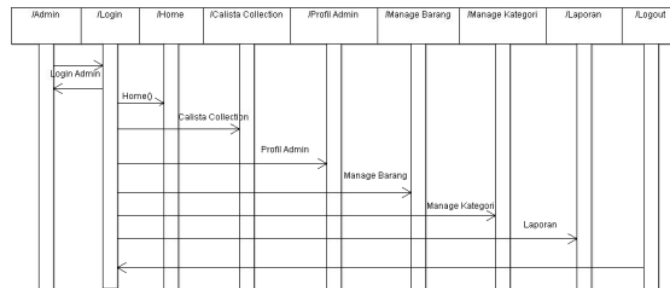 /Admin
/Login
/Home
/Calista Collection
/Profil Admin
/Manage Barang
/Manage Kategori
/Laporan
/Logout
Login Admin
Home()
Calista Collection
Profil Admin
Manage Barang
Manage Kategori
Laporan